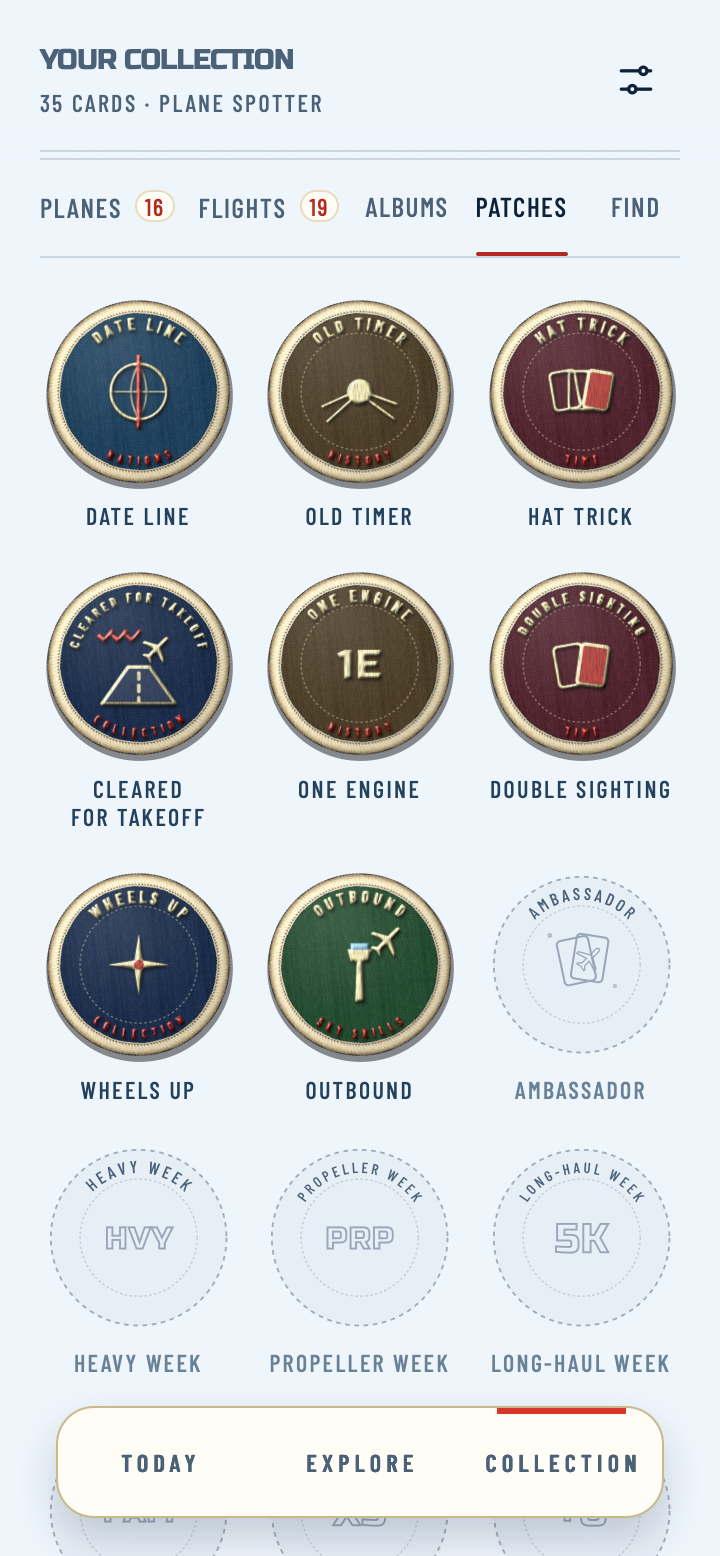 YOUR COLLECTION
35 CARDS · PLANE SPOTTER
PLANES 16 FLIGHTS 19 ALBUMS PATCHES FIND
DATE LINE
NATIONS
DATE LINE
OLD TIMER
HISTORY
OLD TIMER
HAT TRICK
TIME
HAT TRICK
CLEARED FOR TAKEOFF
COLLECTION
CLEARED
FOR TAKEOFF
ONE ENGINE
1E
HISTORY
ONE ENGINE
DOUBLE SIGHTING
TIME
DOUBLE SIGHTING
WHEELS UP
COLLECTION
WHEELS UP
OUTBOUND
SKY SKILLS
OUTBOUND
AMBASSADOR
AMBASSADOR
HEAVY WEEK
HVY
HEAVY WEEK
PROPELLER WEEK
PRP
PROPELLER WEEK
LONG-HAUL WEEK
5K
LONG-HAUL WEEK
TODAY EXPLORE COLLECTION